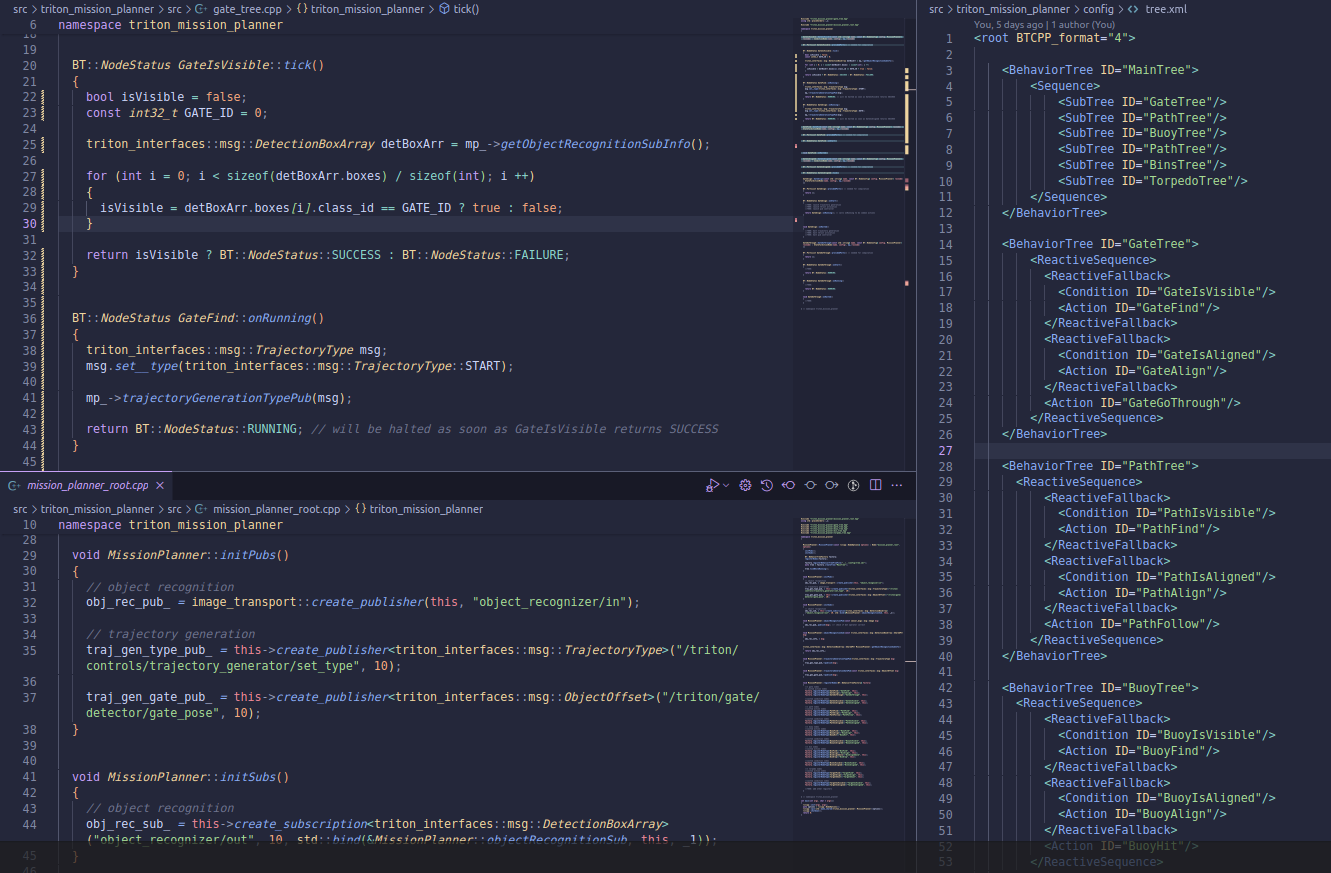 src > triton_mission_planner > src > gate_tree.cpp > {} triton_mission_planner > tick()
6 namespace triton_mission_planner
18
19
20 BT::NodeStatus GateIsVisible::tick()
21 {
22 bool isVisible = false;
23 const int32_t GATE_ID = 0;
24
25 triton_interfaces::msg::DetectionBoxArray detBoxArr = mp_->getObjectRecognitionSubInfo();
26
27 for (int i = 0; i < sizeof(detBoxArr.boxes) / sizeof(int); i ++)
28 {
29 isVisible = detBoxArr.boxes[i].class_id == GATE_ID ? true : false;
30 }
31
32 return isVisible ? BT::NodeStatus::SUCCESS : BT::NodeStatus::FAILURE;
33 }
34
35
36 BT::NodeStatus GateFind::onRunning()
37 {
38 triton_interfaces::msg::TrajectoryType msg;
39 msg.set__type(triton_interfaces::msg::TrajectoryType::START);
40
41 mp_->trajectoryGenerationTypePub(msg);
42
43 return BT::NodeStatus::RUNNING; // will be halted as soon as GateIsVisible returns SUCCESS
44 }
45
mission_planner_root.cpp
src > triton_mission_planner > src > mission_planner_root.cpp > {} triton_mission_planner
10 namespace triton_mission_planner
28
29 void MissionPlanner::initPubs()
30 {
31 // object recognition
32 obj_rec_pub_ = image_transport::create_publisher(this, "object_recognizer/in");
33
34 // trajectory generation
35 traj_gen_type_pub_ = this->create_publisher<triton_interfaces::msg::TrajectoryType>("/triton/
controls/trajectory_generator/set_type", 10);
36
37 traj_gen_gate_pub_ = this->create_publisher<triton_interfaces::msg::ObjectOffset>("/triton/gate/
detector/gate_pose", 10);
38 }
39
40
41 void MissionPlanner::initSubs()
42 {
43 // object recognition
44 obj_rec_sub_ = this->create_subscription<triton_interfaces::msg::DetectionBoxArray>
("object_recognizer/out", 10, std::bind(&MissionPlanner::objectRecognitionSub, this, _1));
45 }
46
src > triton_mission_planner > config > tree.xml
You, 5 days ago | 1 author (You)
1 <root BTCPP_format="4">
2
3 <BehaviorTree ID="MainTree">
4 <Sequence>
5 <SubTree ID="GateTree"/>
6 <SubTree ID="PathTree"/>
7 <SubTree ID="BuoyTree"/>
8 <SubTree ID="PathTree"/>
9 <SubTree ID="BinsTree"/>
10 <SubTree ID="TorpedoTree"/>
11 </Sequence>
12 </BehaviorTree>
13
14 <BehaviorTree ID="GateTree">
15 <ReactiveSequence>
16 <ReactiveFallback>
17 <Condition ID="GateIsVisible"/>
18 <Action ID="GateFind"/>
19 </ReactiveFallback>
20 <ReactiveFallback>
21 <Condition ID="GateIsAligned"/>
22 <Action ID="GateAlign"/>
23 </ReactiveFallback>
24 <Action ID="GateGoThrough"/>
25 </ReactiveSequence>
26 </BehaviorTree>
27
28 <BehaviorTree ID="PathTree">
29 <ReactiveSequence>
30 <ReactiveFallback>
31 <Condition ID="PathIsVisible"/>
32 <Action ID="PathFind"/>
33 </ReactiveFallback>
34 <ReactiveFallback>
35 <Condition ID="PathIsAligned"/>
36 <Action ID="PathAlign"/>
37 </ReactiveFallback>
38 <Action ID="PathFollow"/>
39 </ReactiveSequence>
40 </BehaviorTree>
41
42 <BehaviorTree ID="BuoyTree">
43 <ReactiveSequence>
44 <ReactiveFallback>
45 <Condition ID="BuoyIsVisible"/>
46 <Action ID="BuoyFind"/>
47 </ReactiveFallback>
48 <ReactiveFallback>
49 <Condition ID="BuoyIsAligned"/>
50 <Action ID="BuoyAlign"/>
51 </ReactiveFallback>
52 <Action ID="BuoyHit"/>
53 </ReactiveSequence>